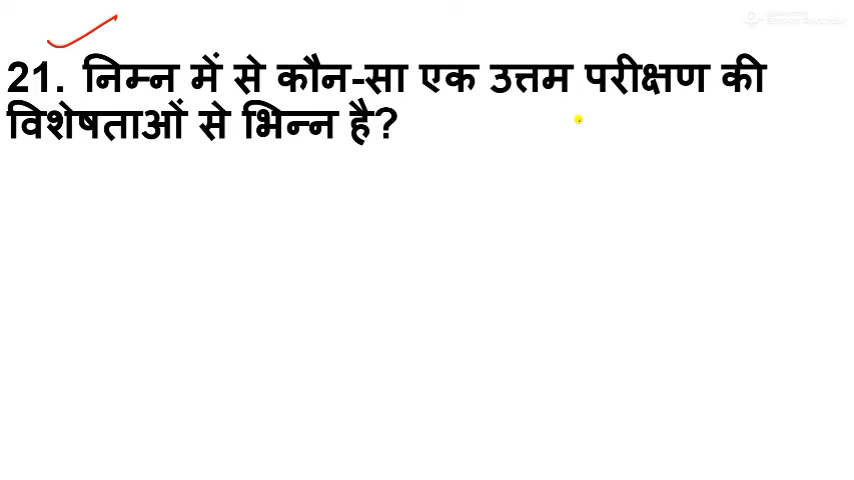 21. निम्न में से कौन-सा एक उत्तम परीक्षण की
विशेषताओं से भिन्न है?